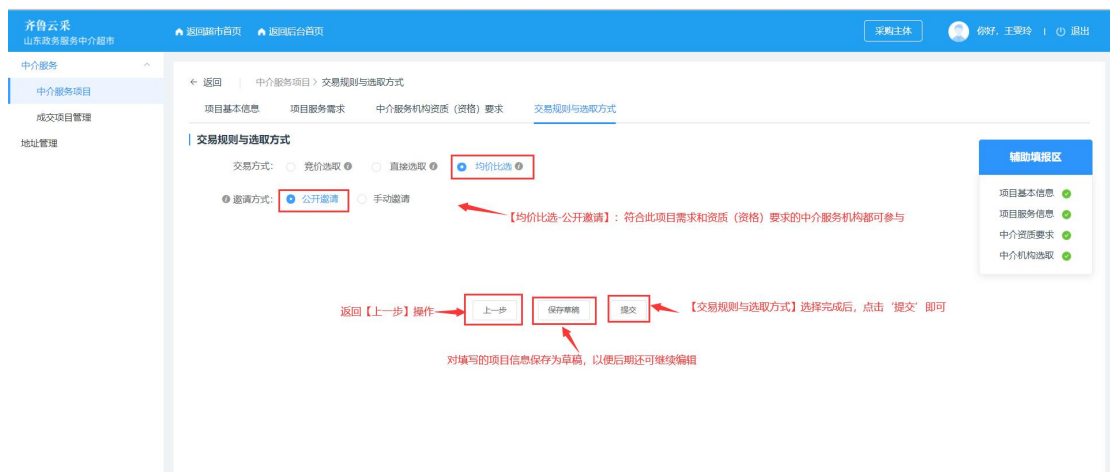 齐鲁云采
山东政务服务中介超市
返回超市首页 返回后台首页
采购主体
你好, 王雯玲 | 退出
中介服务
中介服务项目
成交项目管理
地址管理
← 返回 中介服务项目 > 交易规则与选取方式
项目基本信息 项目服务需求 中介服务机构资质（资格）要求 交易规则与选取方式
交易规则与选取方式
交易方式: 竞价选取 直接选取 均价比选
邀请方式: 公开邀请 手动邀请
【均价比选-公开邀请】: 符合此项目需求和资质（资格）要求的中介服务机构都可参与
辅助填报区
项目基本信息
项目服务信息
中介资质要求
中介机构选取
返回【上一步】操作
上一步 保存草稿 提交
【交易规则与选取方式】选择完成后, 点击‘提交’即可
对填写的项目信息保存为草稿, 以便后期还可继续编辑